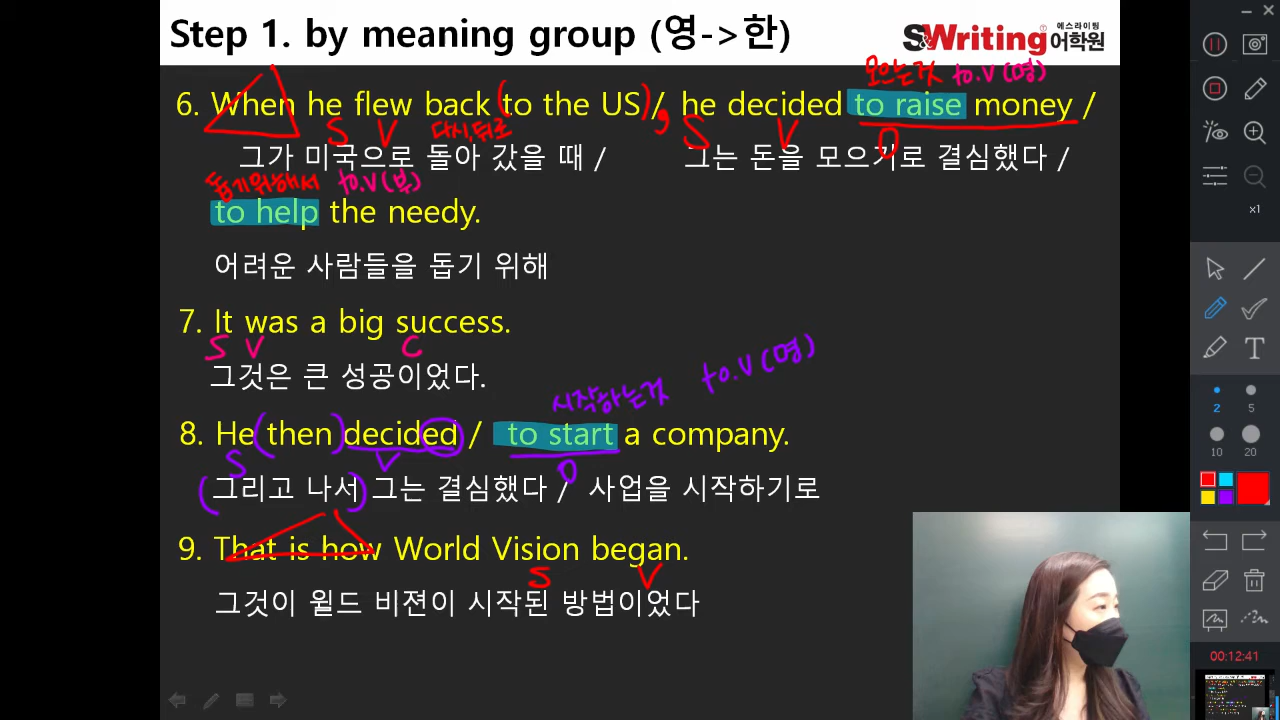 Step 1. by meaning group (영->한)
에스라이팅
S&Writing 어학원
모으는것 to.V (명)
6. When he flew back (to the US) / , he decided to raise money /
S V 다시, 뒤로 S V O
그가 미국으로 돌아 갔을 때 / 그는 돈을 모으기로 결심했다 /
돕기위해서 to.V (부)
to help the needy.
어려운 사람들을 돕기 위해
7. It was a big success.
S V C
그것은 큰 성공이었다.
시작하는것 to.V (명)
8. He (then) decided / to start a company.
S V O
(그리고 나서) 그는 결심했다 / 사업을 시작하기로
9. That is how World Vision began.
S V
그것이 월드 비젼이 시작된 방법이었다
x1
2 5
10 20
00:12:41